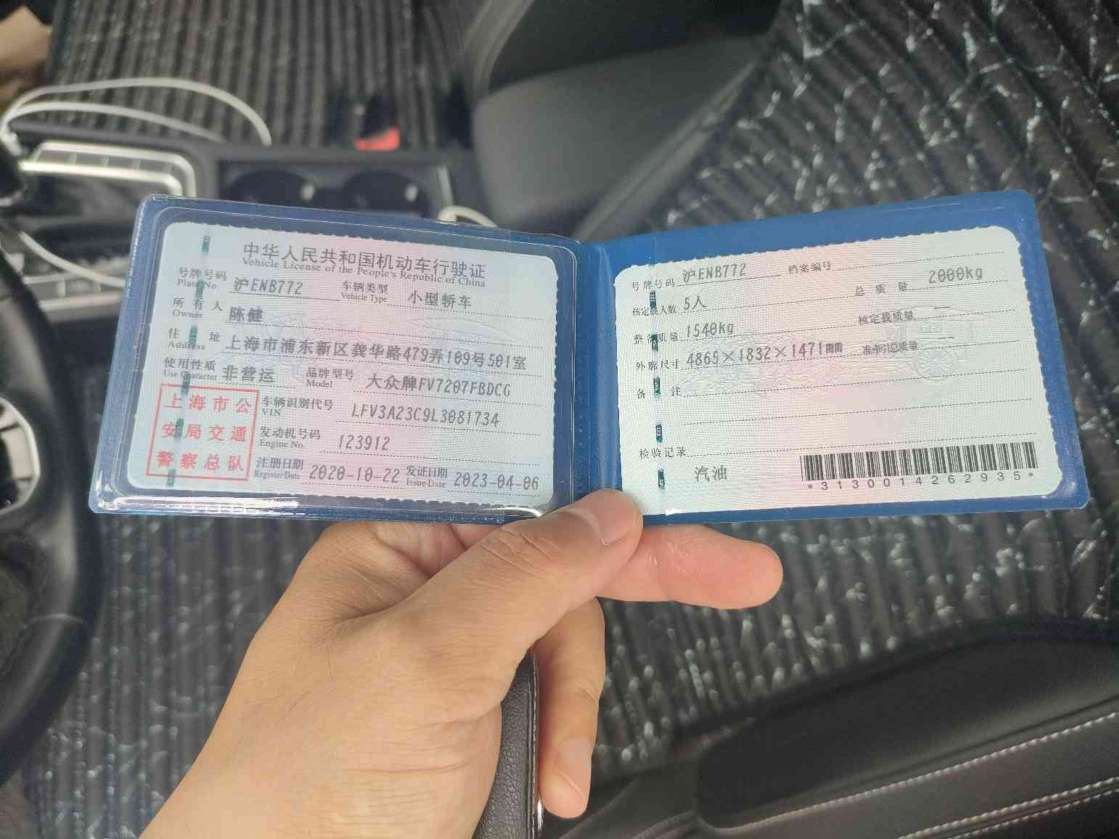 中华人民共和国机动车行驶证
Vehicle License of the People's Republic of China
号牌号码 沪ENB772 车辆类型 小型轿车
Plate No. Vehicle Type
所有人 陈健
Owner
住址 上海市浦东新区龚华路479弄109号501室
Address
使用性质 非营运 品牌型号 大众牌FV7207FBDCG
Use Character Model
上海市公
安局交通
警察总队
车辆识别代号 LFV3A23C9L3081734
VIN
发动机号码 123912
Engine No.
注册日期 2020-10-22 发证日期 2023-04-06
Register Date Issue Date
号牌号码 沪ENB772 档案编号
核定载人数 5人 总质量 2000kg
整备质量 1540kg 核定载质量 --
外廓尺寸 4865×1832×1471mm 准牵引总质量 --
备注
检验记录
汽油
*3130014262935*